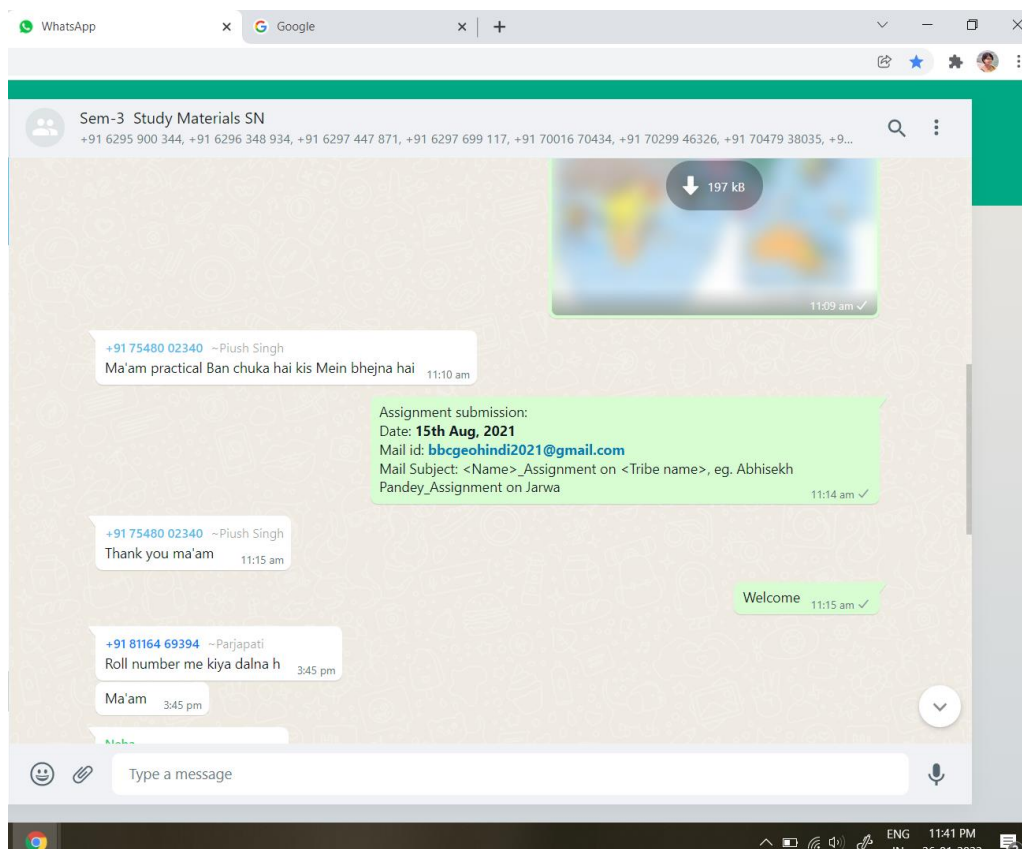 WhatsApp
Google
Sem-3 Study Materials SN
+91 6295 900 344, +91 6296 348 934, +91 6297 447 871, +91 6297 699 117, +91 70016 70434, +91 70299 46326, +91 70479 38035, +9...
197 kB
11:09 am
+91 75480 02340 ~Piush Singh
Ma'am practical Ban chuka hai kis Mein bhejna hai 11:10 am
Assignment submission:
Date: 15th Aug, 2021
Mail id: bbcgeohindi2021@gmail.com
Mail Subject: <Name>_Assignment on <Tribe name>, eg. Abhisekh
Pandey_Assignment on Jarwa
11:14 am
+91 75480 02340 ~Piush Singh
Thank you ma'am 11:15 am
Welcome 11:15 am
+91 81164 69394 ~Parjapati
Roll number me kiya dalna h 3:45 pm
Ma'am 3:45 pm
Type a message
ENG 11:41 PM